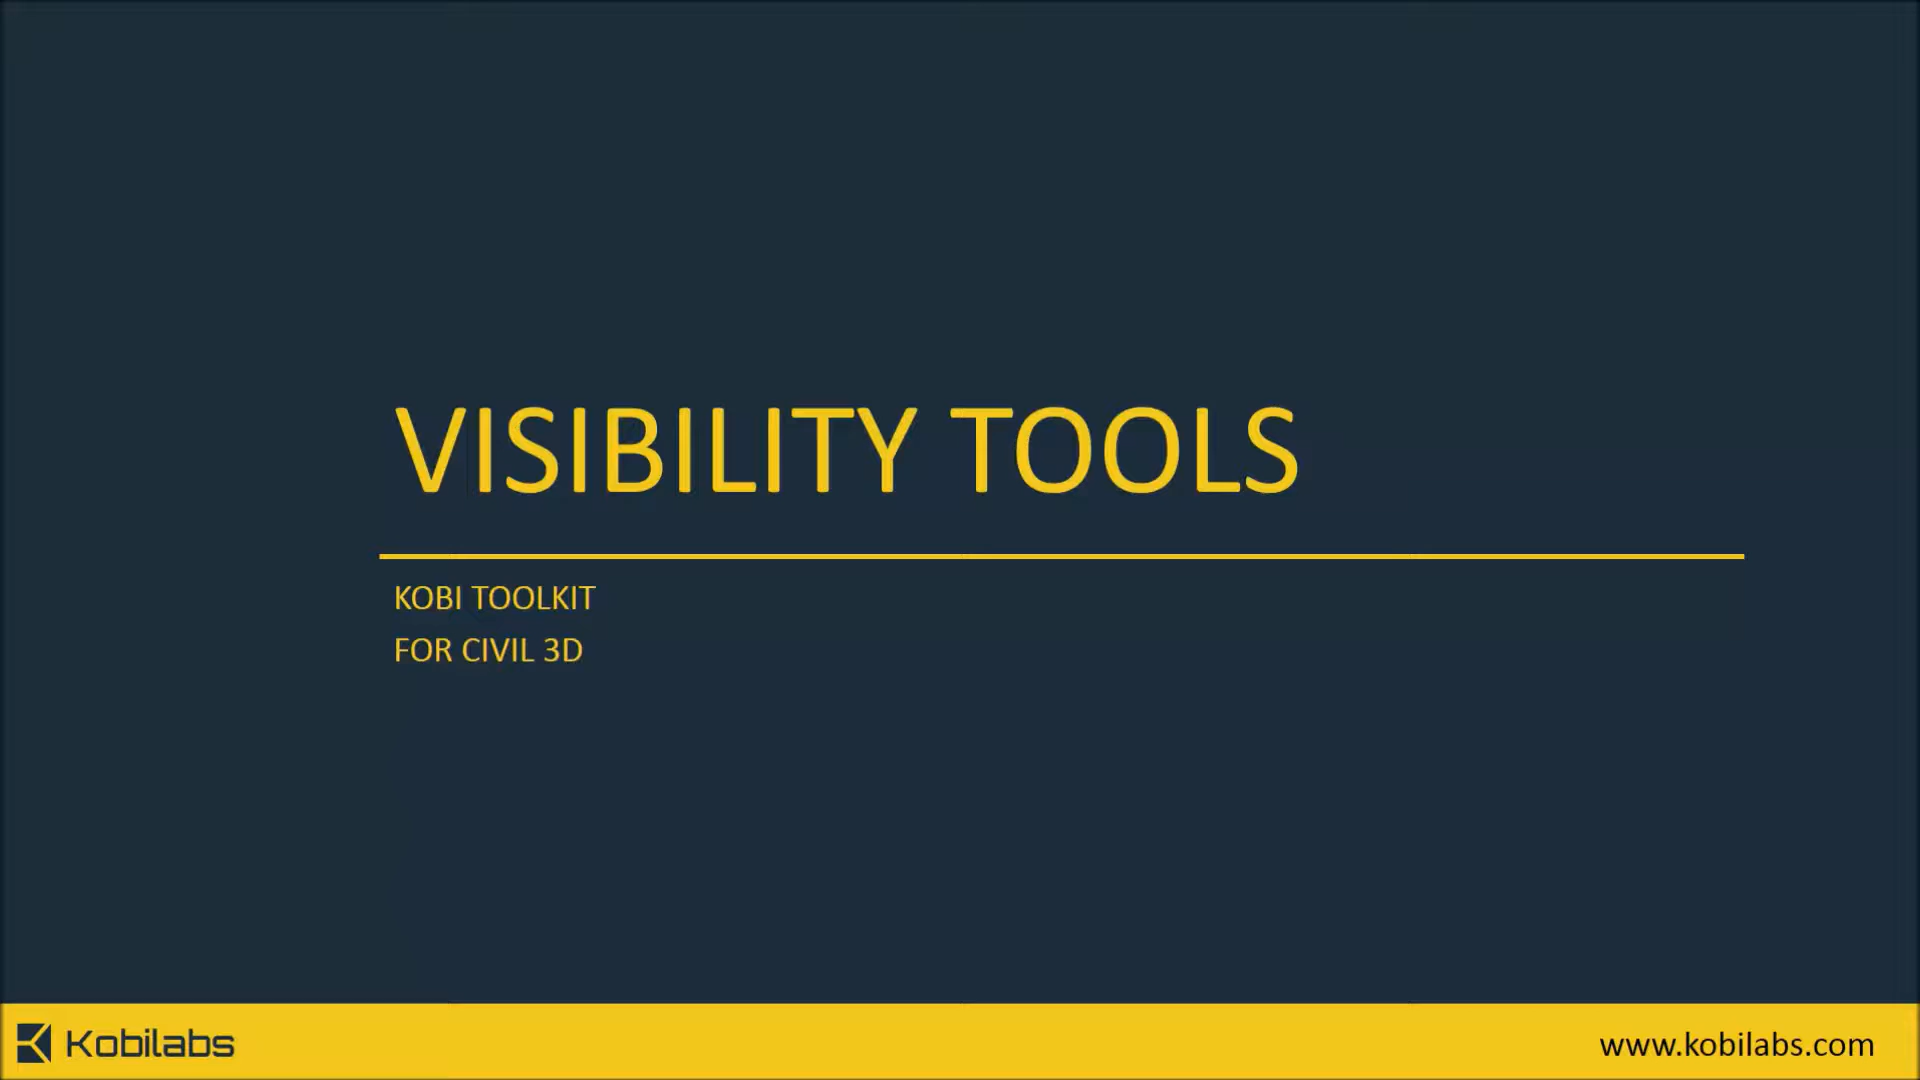 VISIBILITY TOOLS
KOBI TOOLKIT
FOR CIVIL 3D
Kobilabs
www.kobilabs.com